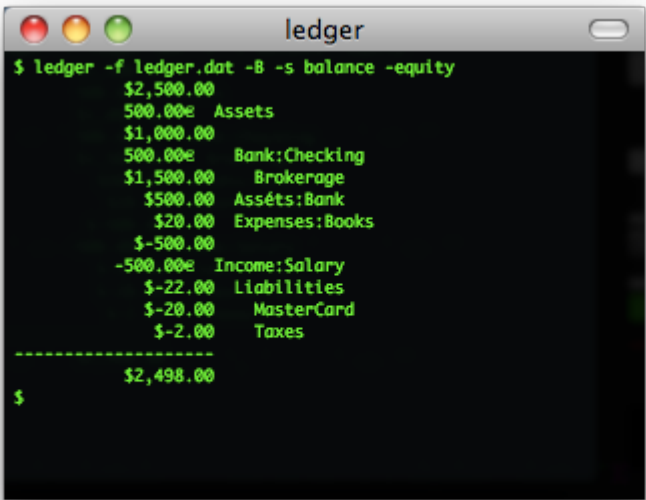 ledger
$ ledger -f ledger.dat -B -s balance -equity
$2,500.00
500.00€ Assets
$1,000.00
500.00€ Bank:Checking
$1,500.00 Brokerage
$500.00 Asséts:Bank
$20.00 Expenses:Books
$-500.00
-500.00€ Income:Salary
$-22.00 Liabilities
$-20.00 MasterCard
$-2.00 Taxes
--------------------
$2,498.00
$